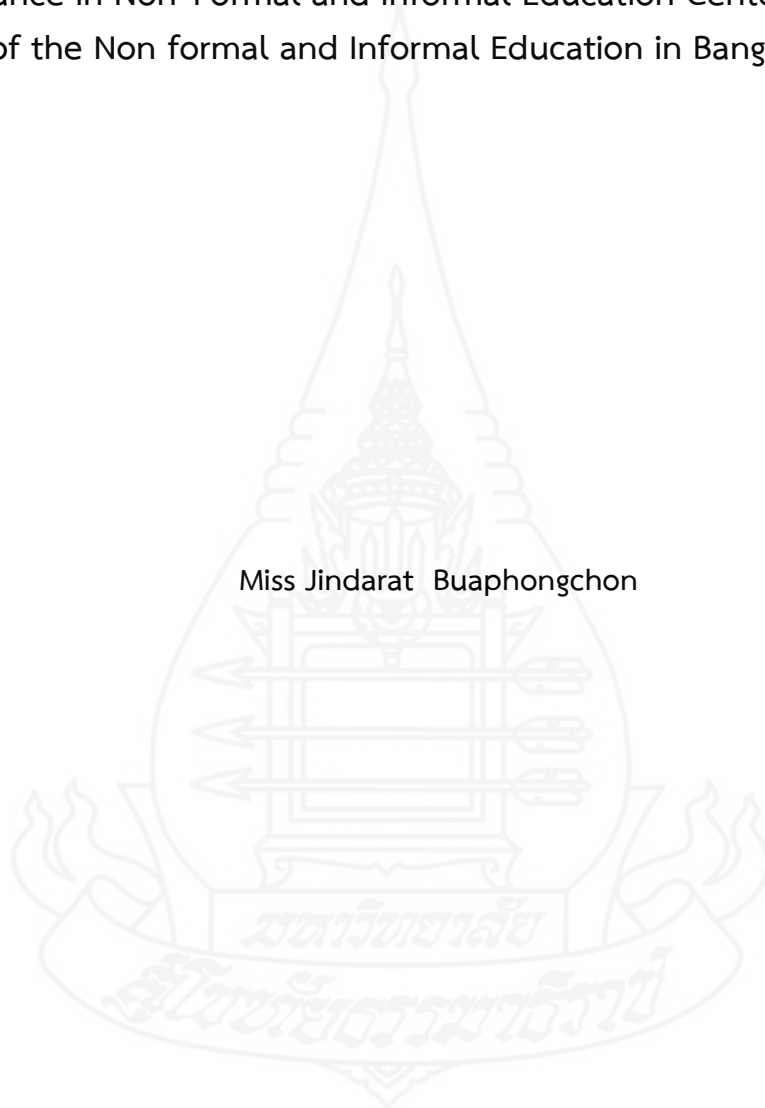 ance in Non-Formal and Informal Education Cente
of the Non formal and Informal Education in Bang
Miss Jindarat Buaphongchon
มหาวิทยาลัย
สุโขทัยธรรมาธิราช